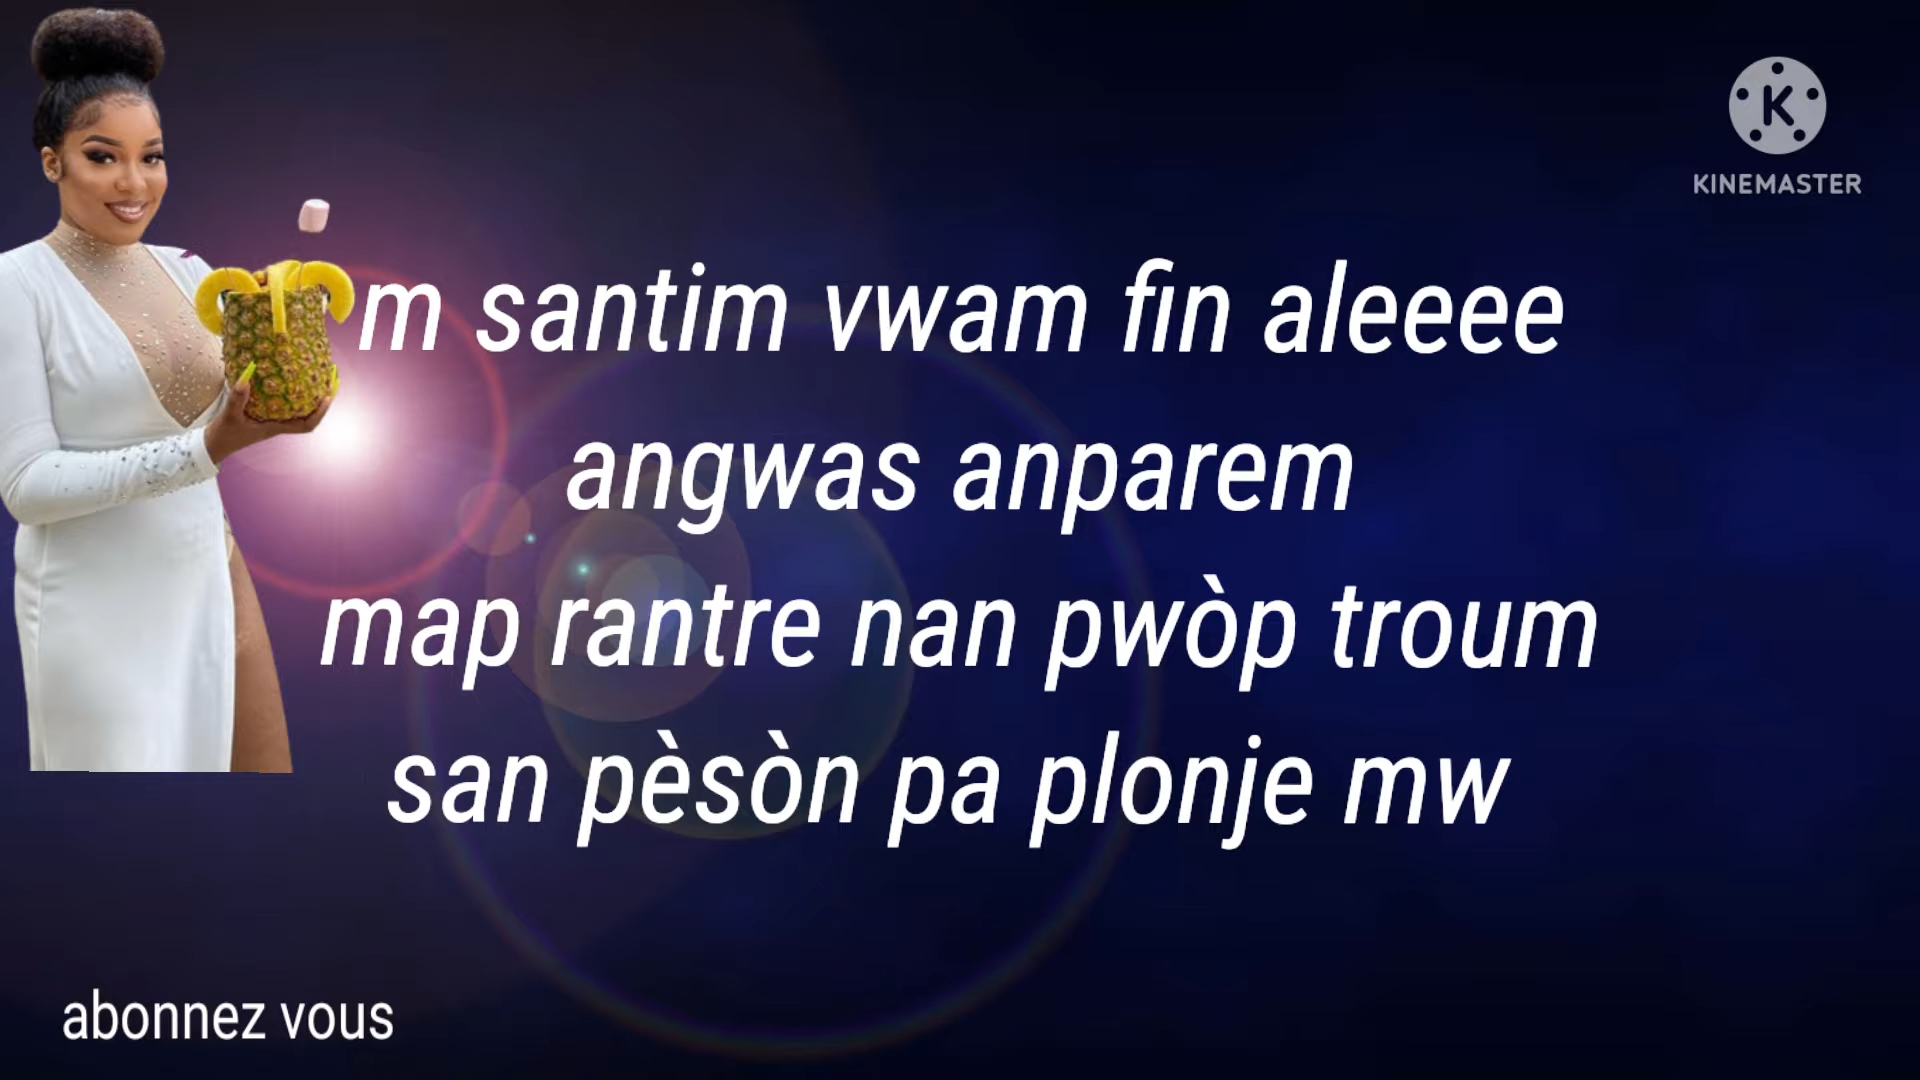 KINEMASTER
m santim vwam fin aleeee
angwas anparem
map rantre nan pwòp troum
san pèsòn pa plonje mw
abonnez vous